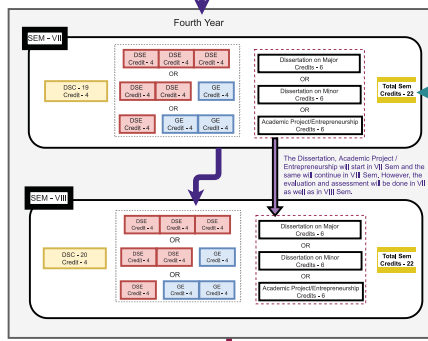 Fourth Year
SEM - VII
DSC - 19
Credit - 4
DSE
Credit - 4
DSE
Credit - 4
DSE
Credit - 4
OR
DSE
Credit - 4
DSE
Credit - 4
GE
Credit - 4
OR
DSE
Credit - 4
GE
Credit - 4
GE
Credit - 4
Dissertation on Major
Credits - 6
OR
Dissertation on Minor
Credits - 6
OR
Academic Project/Entrepreneurship
Credits - 6
Total Sem
Credits - 22
The Dissertation, Academic Project /
Entrepreneurship will start in VII Sem and the
same will continue in VIII Sem. However, the
evaluation and assessment will be done in VII
as well as in VIII Sem.
SEM - VIII
DSC - 20
Credit - 4
DSE
Credit - 4
DSE
Credit - 4
DSE
Credit - 4
OR
DSE
Credit - 4
DSE
Credit - 4
GE
Credit - 4
OR
DSE
Credit - 4
GE
Credit - 4
GE
Credit - 4
Dissertation on Major
Credits - 6
OR
Dissertation on Minor
Credits - 6
OR
Academic Project/Entrepreneurship
Credits - 6
Total Sem
Credits - 22